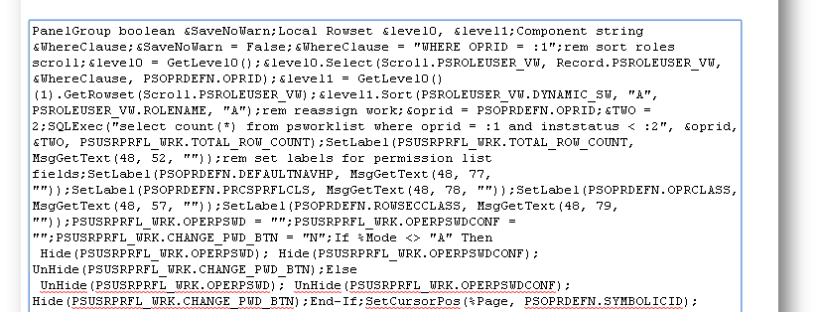 PanelGroup boolean &SaveNoWarn;Local Rowset &level0, &level1;Component string
&WhereClause;&SaveNoWarn = False;&WhereClause = "WHERE OPRID = :1";rem sort roles
scroll;&level0 = GetLevel0();&level0.Select(Scroll.PSROLEUSER_VW, Record.PSROLEUSER_VW,
&WhereClause, PSOPRDEFN.OPRID);&level1 = GetLevel0()
(1).GetRowset(Scroll.PSROLEUSER_VW);&level1.Sort(PSROLEUSER_VW.DYNAMIC_SW, "A",
PSROLEUSER_VW.ROLENAME, "A");rem reassign work;&oprid = PSOPRDEFN.OPRID;&TWO =
2;SQLExec("select count(*) from psworklist where oprid = :1 and inststatus < :2", &oprid,
&TWO, PSUSRPRFL_WRK.TOTAL_ROW_COUNT);SetLabel(PSUSRPRFL_WRK.TOTAL_ROW_COUNT,
MsgGetText(48, 52, ""));rem set labels for permission list
fields;SetLabel(PSOPRDEFN.DEFAULTNAVHP, MsgGetText(48, 77,
""));SetLabel(PSOPRDEFN.PRCSPRFLCLS, MsgGetText(48, 78, ""));SetLabel(PSOPRDEFN.OPRCLASS,
MsgGetText(48, 57, ""));SetLabel(PSOPRDEFN.ROWSECCLASS, MsgGetText(48, 79,
""));PSUSRPRFL_WRK.OPERPSWD = "";PSUSRPRFL_WRK.OPERPSWDCONF =
"";PSUSRPRFL_WRK.CHANGE_PWD_BTN = "N";If %Mode <> "A" Then
Hide(PSUSRPRFL_WRK.OPERPSWD); Hide(PSUSRPRFL_WRK.OPERPSWDCONF);
UnHide(PSUSRPRFL_WRK.CHANGE_PWD_BTN);Else
UnHide(PSUSRPRFL_WRK.OPERPSWD); UnHide(PSUSRPRFL_WRK.OPERPSWDCONF);
Hide(PSUSRPRFL_WRK.CHANGE_PWD_BTN);End-If;SetCursorPos(%Page, PSOPRDEFN.SYMBOLICID);